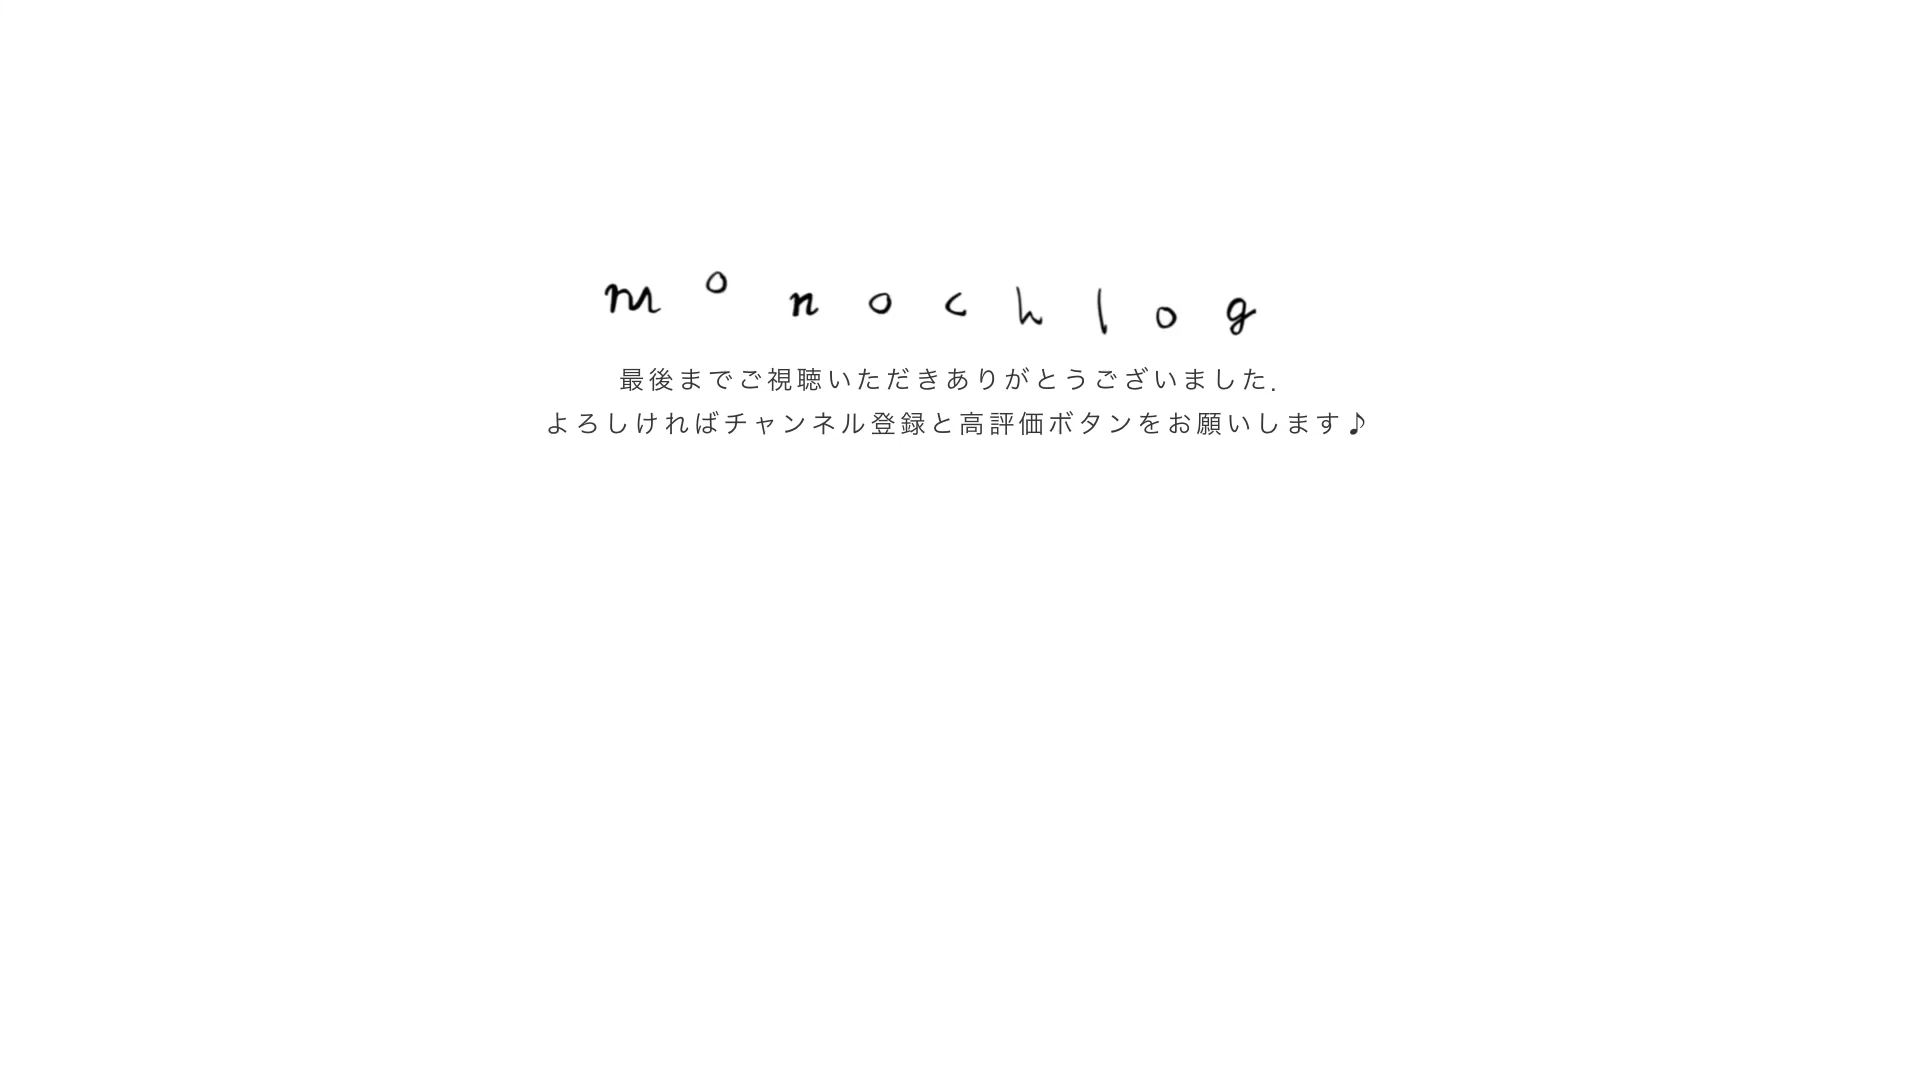 monochlog
最後までご視聴いただきありがとうございました.
よろしければチャンネル登録と高評価ボタンをお願いします♪